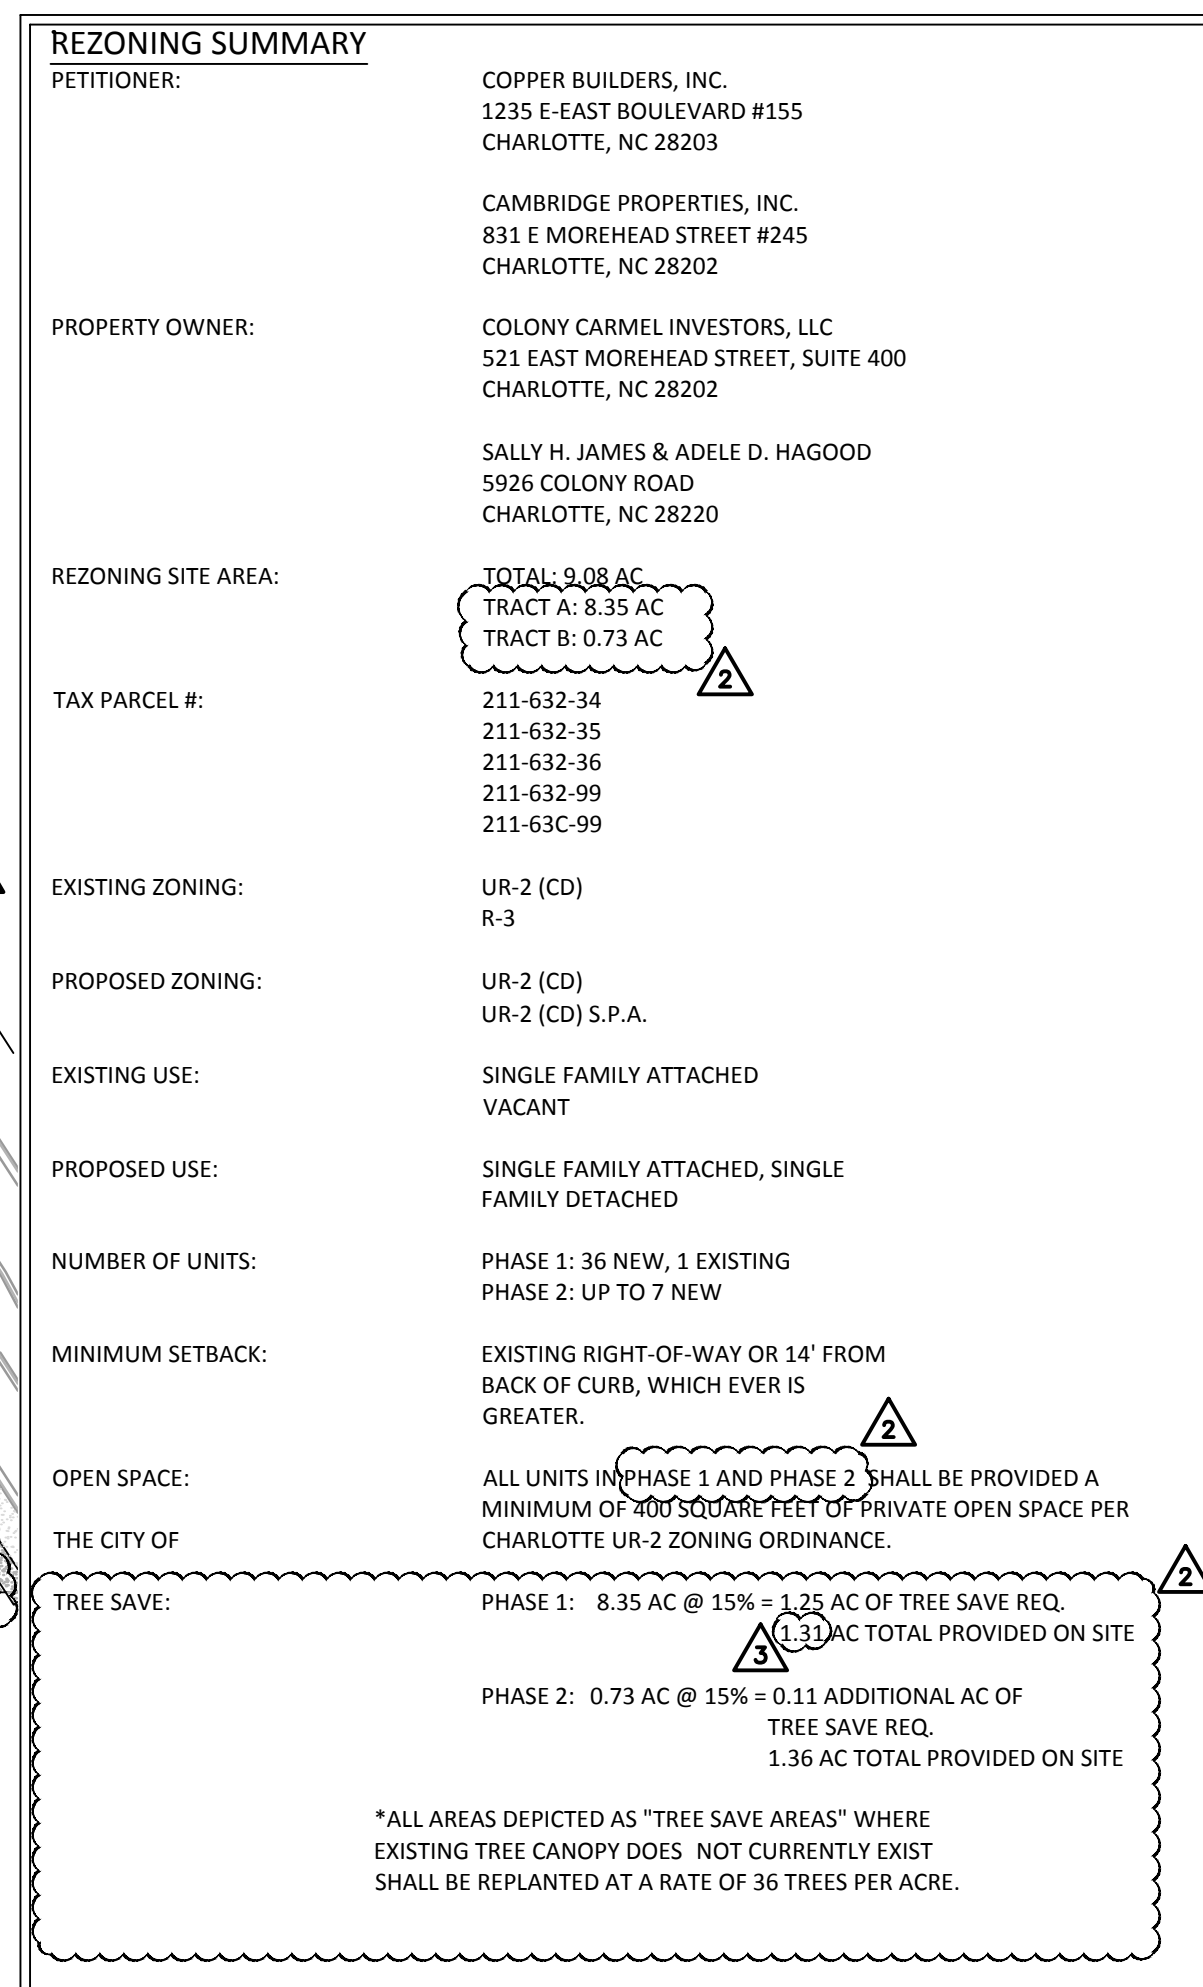 REZONING SUMMARY
PETITIONER: COPPER BUILDERS, INC.
1235 E-EAST BOULEVARD #155
CHARLOTTE, NC 28203
CAMBRIDGE PROPERTIES, INC.
831 E MOREHEAD STREET #245
CHARLOTTE, NC 28202
PROPERTY OWNER: COLONY CARMEL INVESTORS, LLC
521 EAST MOREHEAD STREET, SUITE 400
CHARLOTTE, NC 28202
SALLY H. JAMES & ADELE D. HAGOOD
5926 COLONY ROAD
CHARLOTTE, NC 28220
REZONING SITE AREA: TOTAL: 9.08 AC
TRACT A: 8.35 AC
TRACT B: 0.73 AC
2
TAX PARCEL #: 211-632-34
211-632-35
211-632-36
211-632-99
211-63C-99
EXISTING ZONING: UR-2 (CD)
R-3
PROPOSED ZONING: UR-2 (CD)
UR-2 (CD) S.P.A.
EXISTING USE: SINGLE FAMILY ATTACHED
VACANT
PROPOSED USE: SINGLE FAMILY ATTACHED, SINGLE
FAMILY DETACHED
NUMBER OF UNITS: PHASE 1: 36 NEW, 1 EXISTING
PHASE 2: UP TO 7 NEW
MINIMUM SETBACK: EXISTING RIGHT-OF-WAY OR 14' FROM
BACK OF CURB, WHICH EVER IS
GREATER.
2
OPEN SPACE: ALL UNITS IN PHASE 1 AND PHASE 2 SHALL BE PROVIDED A
MINIMUM OF 400 SQUARE FEET OF PRIVATE OPEN SPACE PER
THE CITY OF CHARLOTTE UR-2 ZONING ORDINANCE.
2
TREE SAVE: PHASE 1: 8.35 AC @ 15% = 1.25 AC OF TREE SAVE REQ.
3 1.31 AC TOTAL PROVIDED ON SITE
PHASE 2: 0.73 AC @ 15% = 0.11 ADDITIONAL AC OF
TREE SAVE REQ.
1.36 AC TOTAL PROVIDED ON SITE
*ALL AREAS DEPICTED AS "TREE SAVE AREAS" WHERE
EXISTING TREE CANOPY DOES NOT CURRENTLY EXIST
SHALL BE REPLANTED AT A RATE OF 36 TREES PER ACRE.